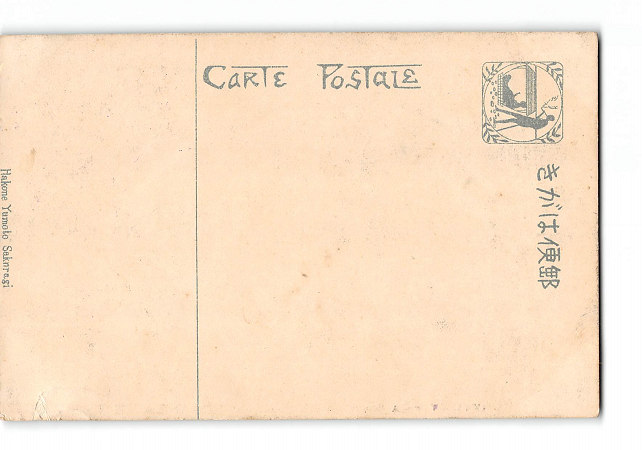 CARTE POSTALE
きがは便郵
Hakone Yumoto Sakuragi